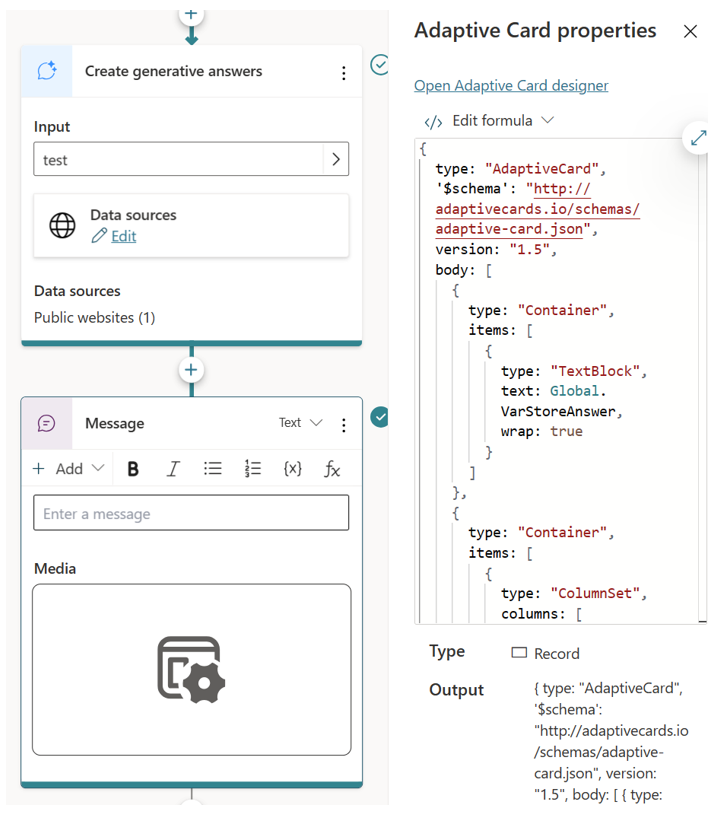 Create generative answers
Input
test
Data sources
Edit
Data sources
Public websites (1)
Message
Text
+ Add
B I {x} fx
Enter a message
Media
Adaptive Card properties
Open Adaptive Card designer
</> Edit formula
{
type: "AdaptiveCard",
'$schema': "http://
adaptivecards.io/schemas/
adaptive-card.json",
version: "1.5",
body: [
{
type: "Container",
items: [
{
type: "TextBlock",
text: Global.
VarStoreAnswer,
wrap: true
}
]
},
{
type: "Container",
items: [
{
type: "ColumnSet",
columns: [
Type
Record
Output
{ type: "AdaptiveCard",
'$schema':
"http://adaptivecards.io
/schemas/adaptive-
card.json", version:
"1.5", body: [ { type: